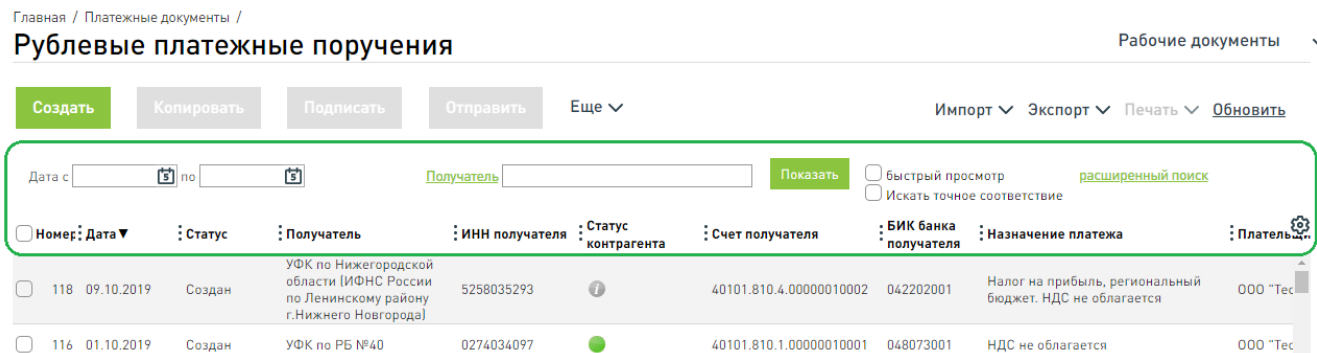 Главная / Платежные документы /
Рублевые платежные поручения
Рабочие документы
Создать Копировать Подписать Отправить Еще
Импорт Экспорт Печать Обновить
Дата с по Получатель Показать быстрый просмотр расширенный поиск
Искать точное соответствие
Номер Дата▼ Статус Получатель ИНН получателя Статус контрагента Счет получателя БИК банка получателя Назначение платежа
УФК по Нижегородской
области (ИФНС России
по Ленинскому району
г.Нижнего Новгорода)
118 09.10.2019 Создан 5258035293 40101.810.4.00000010002 042202001
Налог на прибыль, региональный
бюджет. НДС не облагается
ООО "Тес
116 01.10.2019 Создан УФК по РБ №40 0274034097 40101.810.1.00000010001 048073001 НДС не облагается ООО "Тес